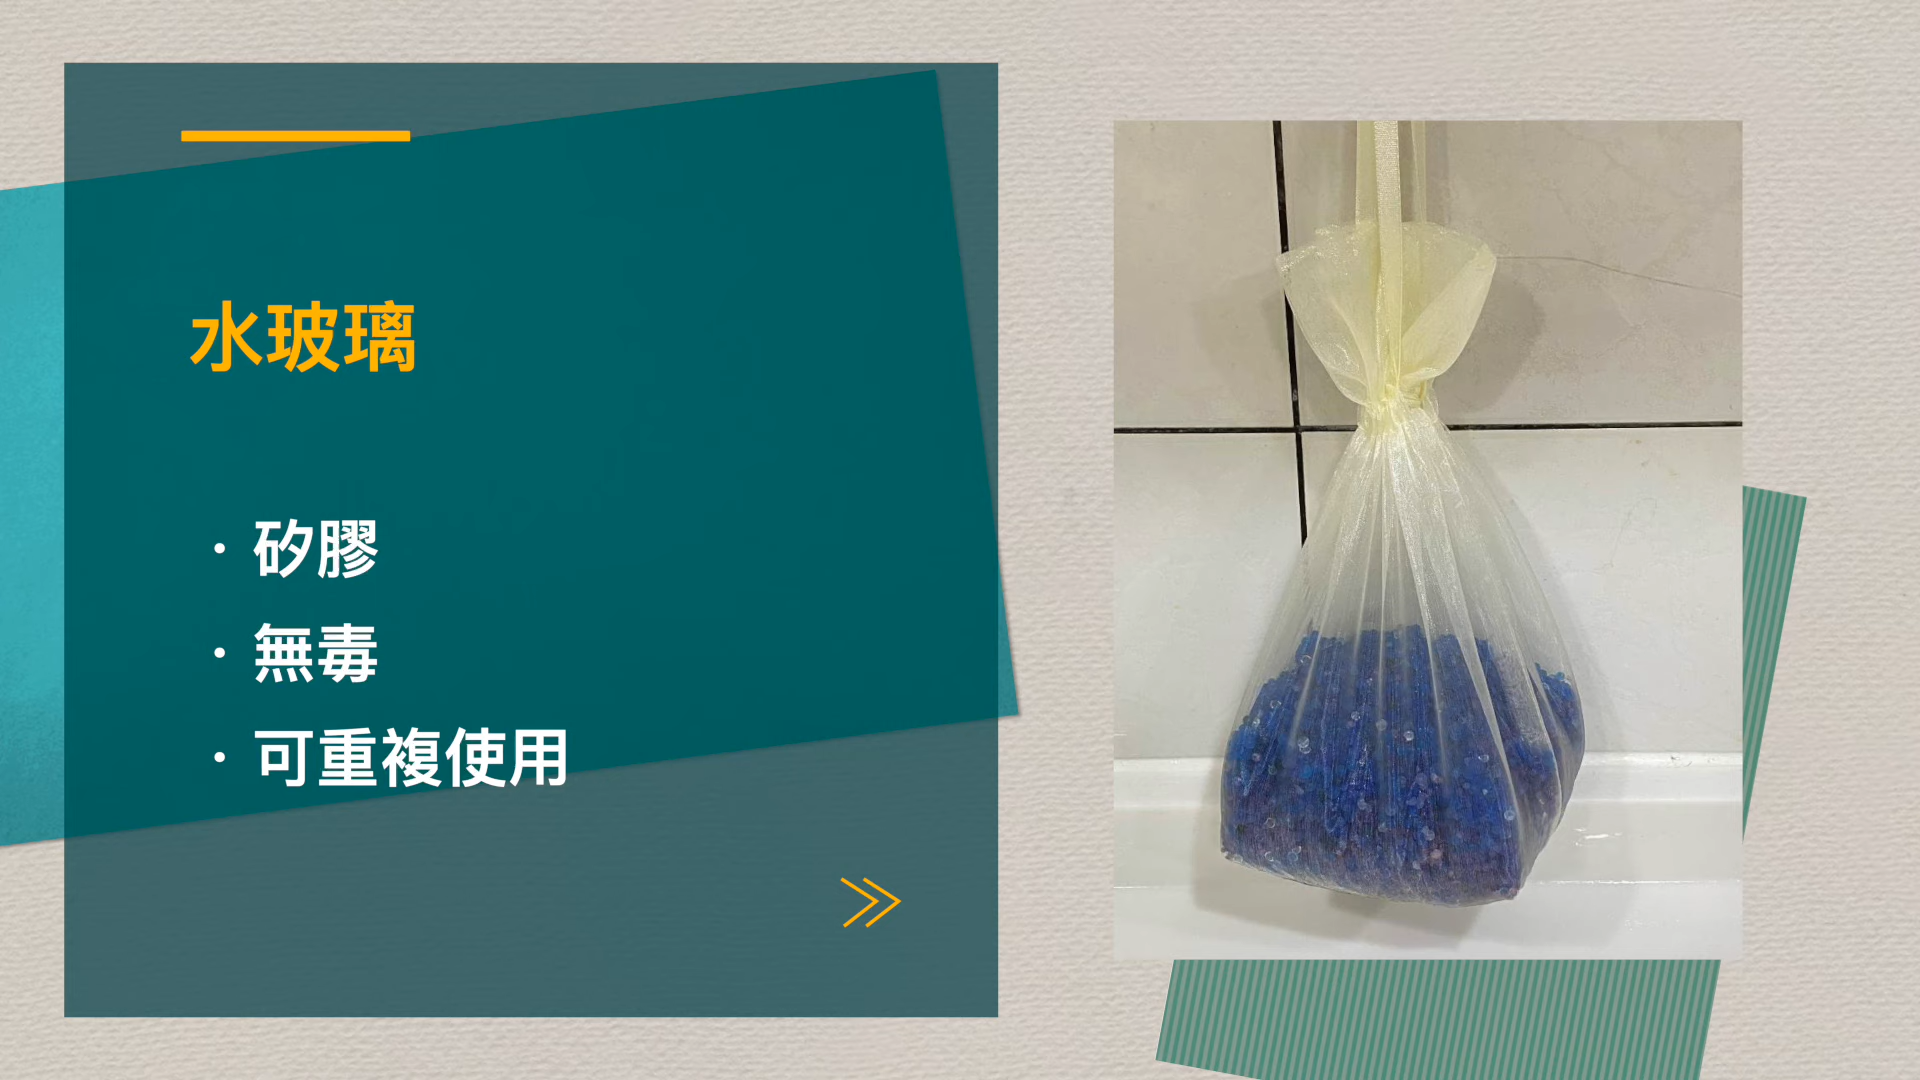 水玻璃
· 矽膠
· 無毒
· 可重複使用